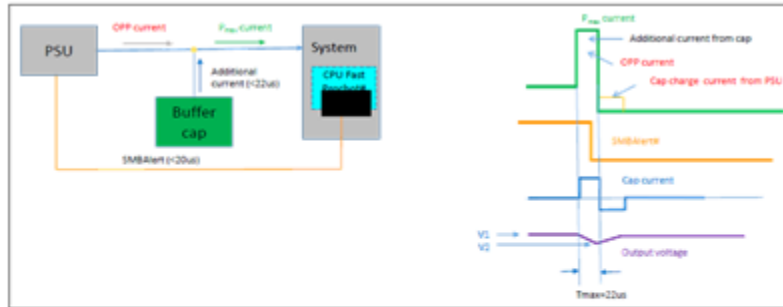 OPP current
Pmax current
PSU
System
Additional
current (<22us)
CPU Fast
Prochot#
Buffer
cap
SMBAlert (<20us)
Pmax current
Additional current from cap
OPP current
Cap charge current from PSU
SMBAlert#
Cap current
V1
V2
Output voltage
Tmax=22us